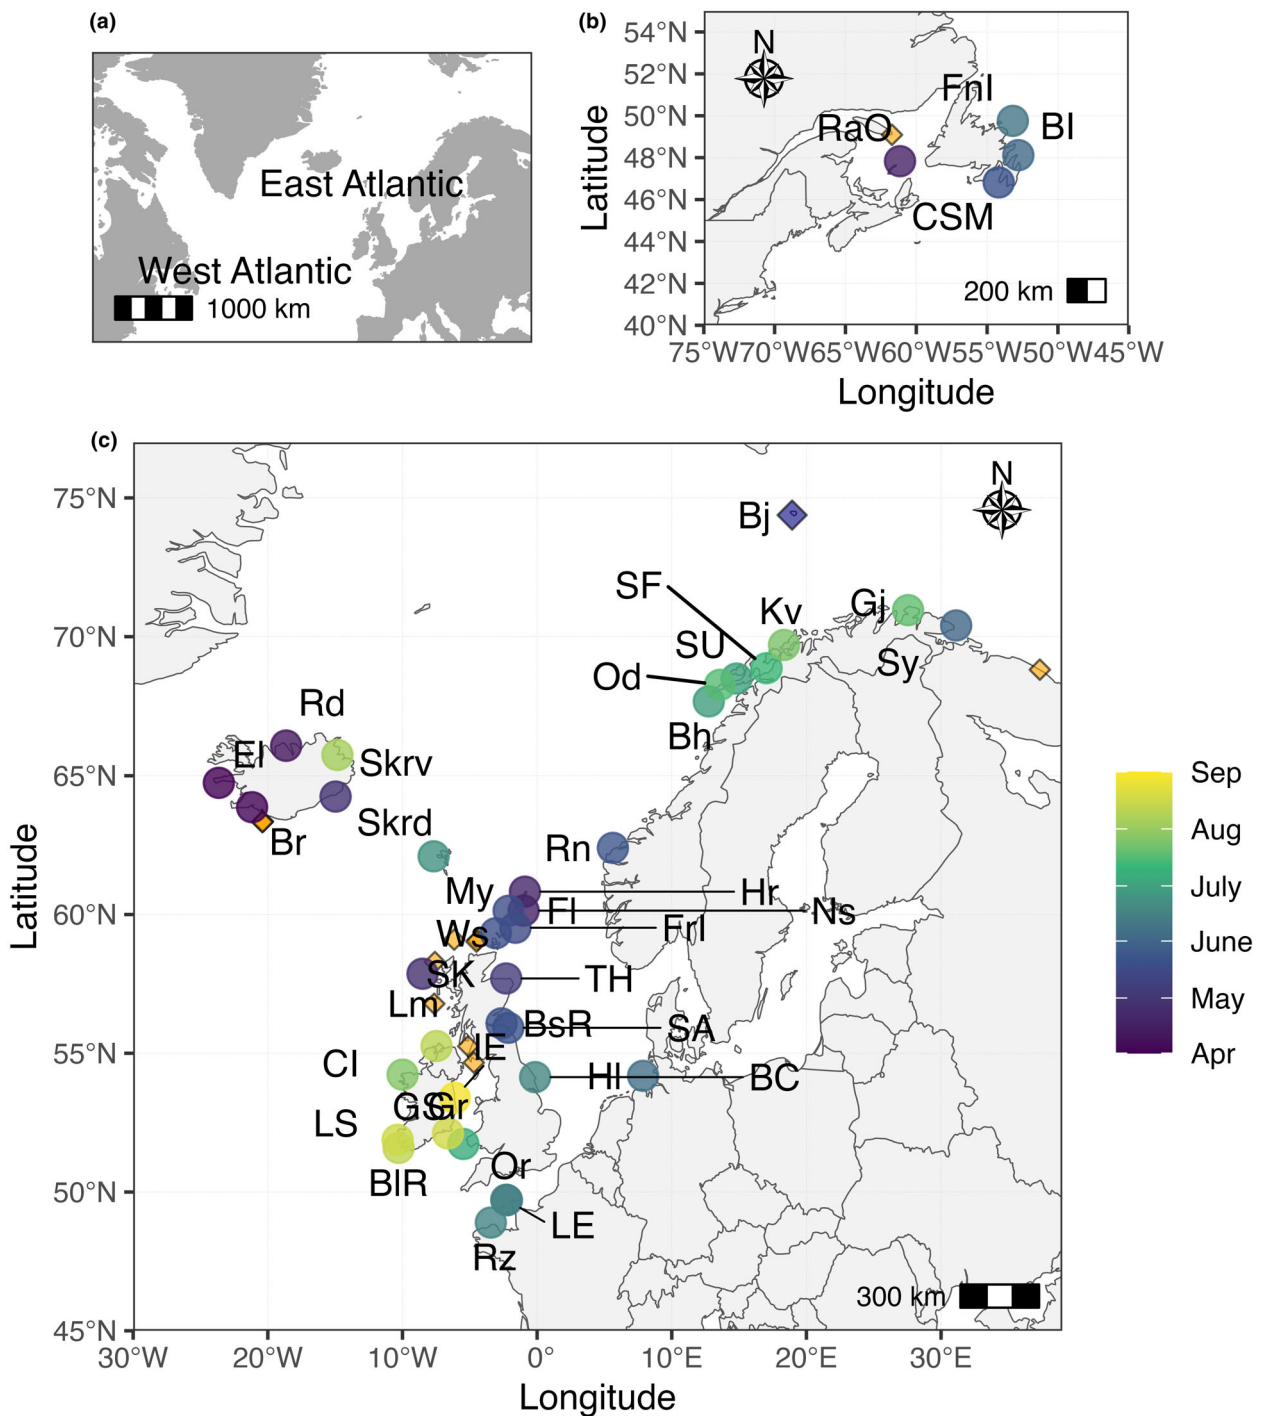 (a)
East Atlantic
West Atlantic
1000 km
(b)
54°N
52°N
50°N
48°N
46°N
44°N
42°N
40°N
Latitude
N
FnI
BI
RaO
CSM
200 km
75°W70°W65°W60°W55°W50°W45°W
Longitude
(c)
75°N
70°N
65°N
60°N
55°N
50°N
45°N
Latitude
N
Bj
SF
Kv
Gj
SU
Sy
Od
Bh
Rd
El
Skrv
Skrd
Br
Rn
My
Hr
Fl
Ns
Ws
Frl
SK
TH
Lm
BsR
SA
IE
CI
Hl
BC
GS
Gr
LS
BIR
Or
LE
Rz
300 km
30°W
20°W
10°W
0°
10°E
20°E
30°E
Longitude
Sep
Aug
July
June
May
Apr